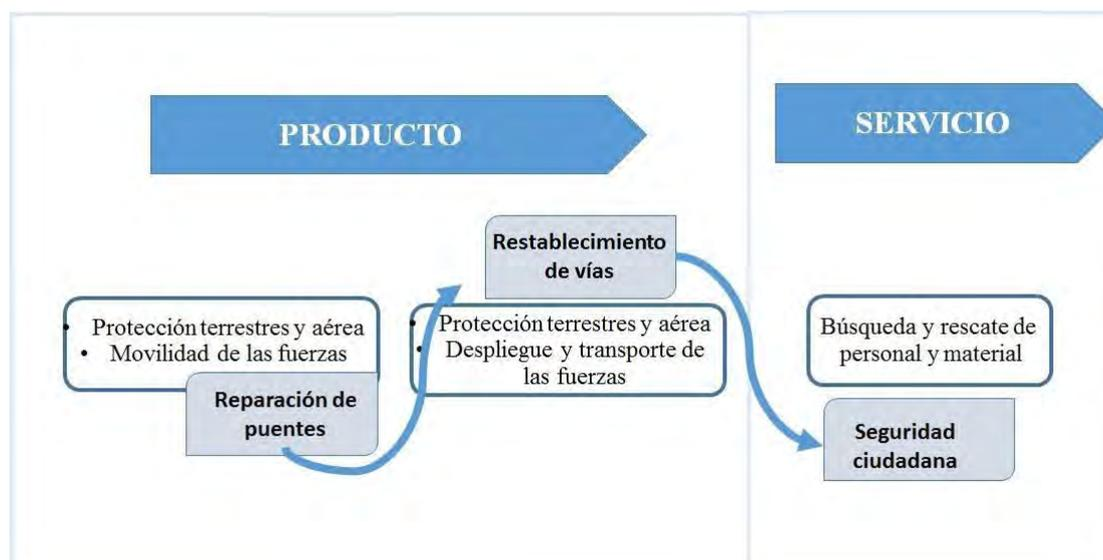 PRODUCTO
SERVICIO
Restablecimiento
de vías
• Protección terrestres y aérea
• Movilidad de las fuerzas
Reparación de
puentes
• Protección terrestres y aérea
• Despliegue y transporte de
las fuerzas
Búsqueda y rescate de
personal y material
Seguridad
ciudadana